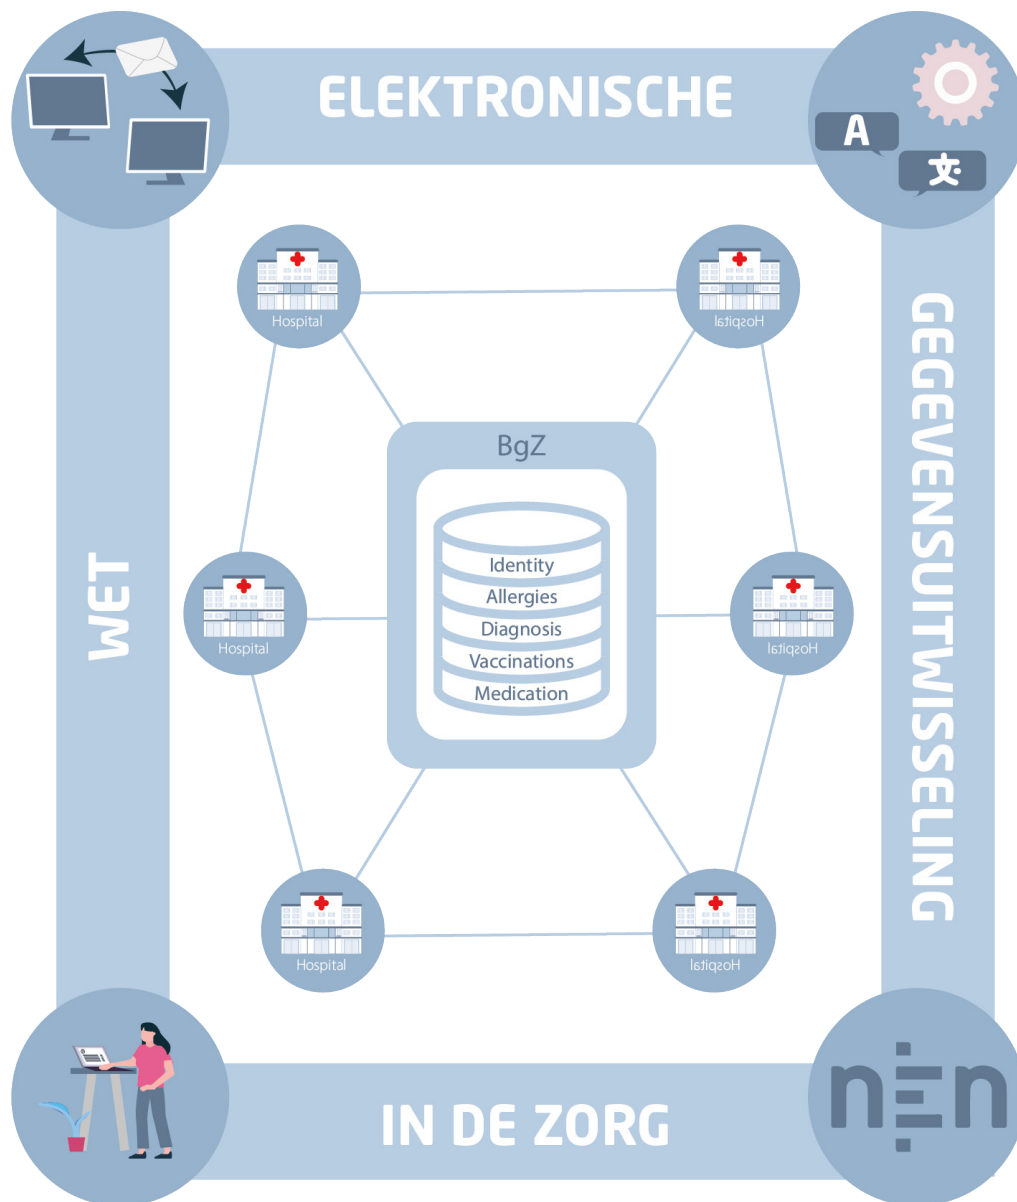 WET
ELEKTRONISCHE
GEGEVENSUITWISSELING
IN DE ZORG
A
文
Hospital
Hospital
BgZ
Identity
Allergies
Diagnosis
Vaccinations
Medication
Hospital
Hospital
Hospital
Hospital
nen